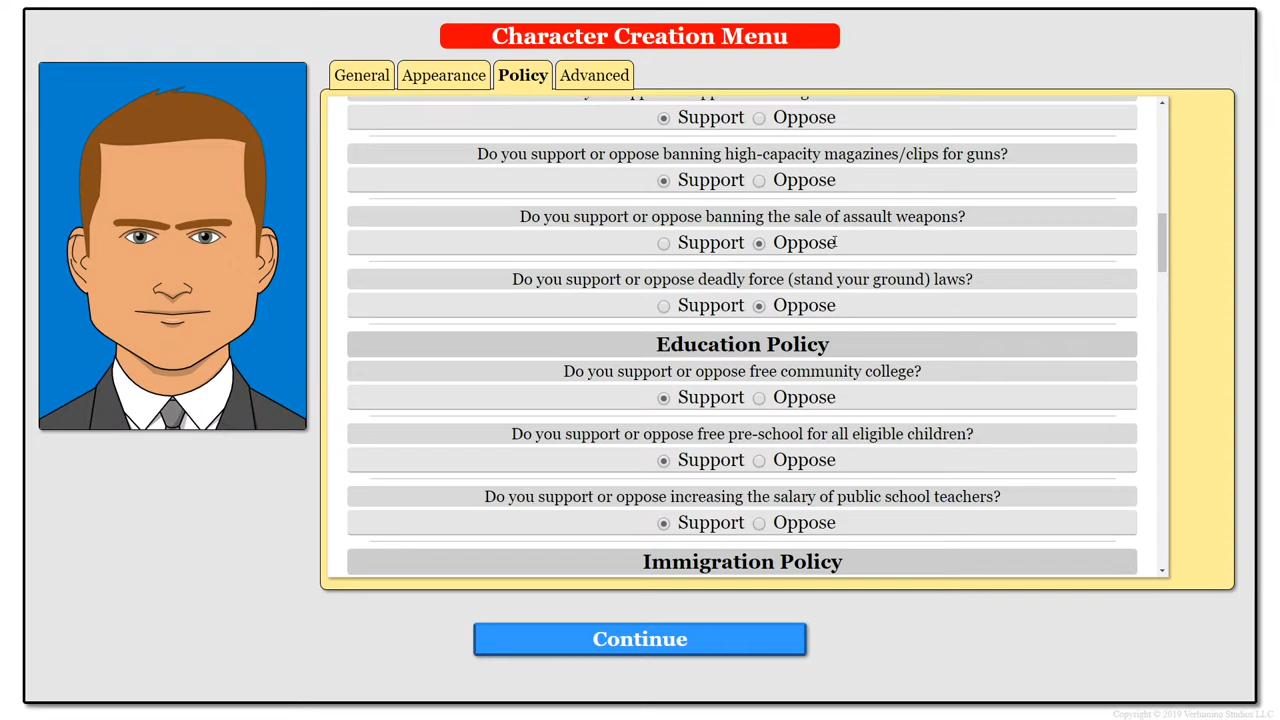 Character Creation Menu
General Appearance Policy Advanced
Support Oppose
Do you support or oppose banning high-capacity magazines/clips for guns?
Support Oppose
Do you support or oppose banning the sale of assault weapons?
Support Oppose
Do you support or oppose deadly force (stand your ground) laws?
Support Oppose
Education Policy
Do you support or oppose free community college?
Support Oppose
Do you support or oppose free pre-school for all eligible children?
Support Oppose
Do you support or oppose increasing the salary of public school teachers?
Support Oppose
Immigration Policy
Continue
Copyright © 2019 Verbamino Studios LLC